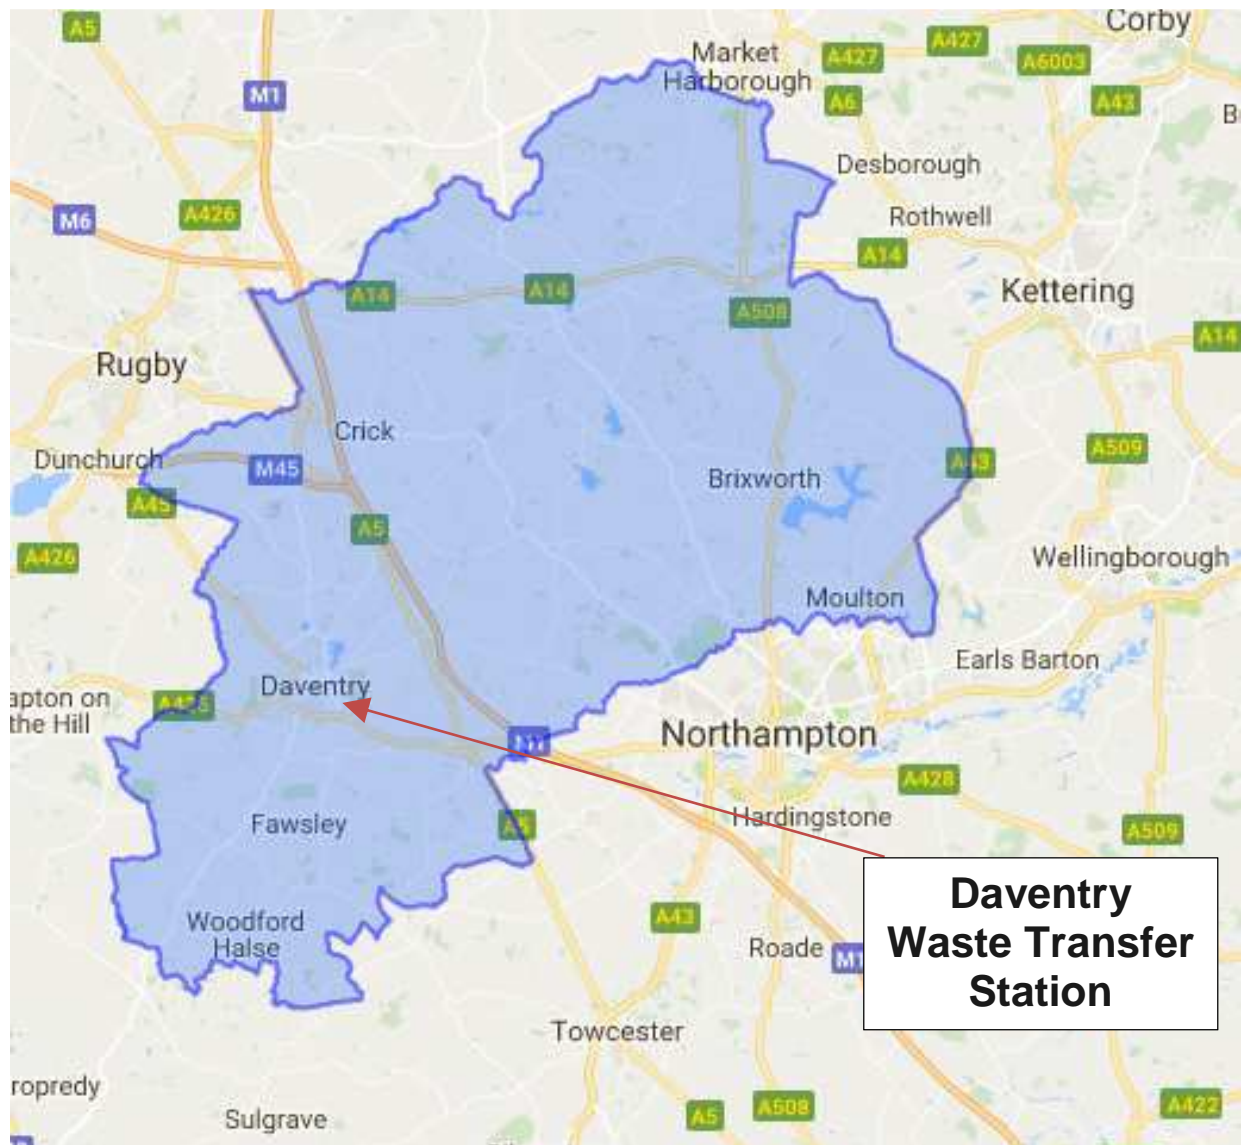 A5
Corby
Market
Harborough
A427
A427
A6003
M1
A6
A43
Desborough
M6
A426
Rothwell
A14
A14
A14
Kettering
A508
A14
Rugby
Crick
Dunchurch
M45
A43
A509
Brixworth
A45
A5
A426
Wellingborough
Moulton
Earls Barton
Daventry
apton on
the Hill
Northampton
A428
Fawsley
A5
Hardingstone
A509
Woodford
Halse
A43
Roade
M1
Daventry
Waste Transfer
Station
Towcester
ropredy
Sulgrave
A5
A508
A422